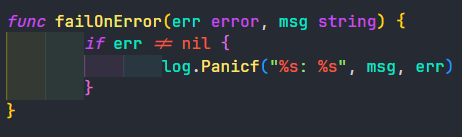 func failOnError(err error, msg string) {
	if err != nil {
		log.Panicf("%s: %s", msg, err)
	}
}